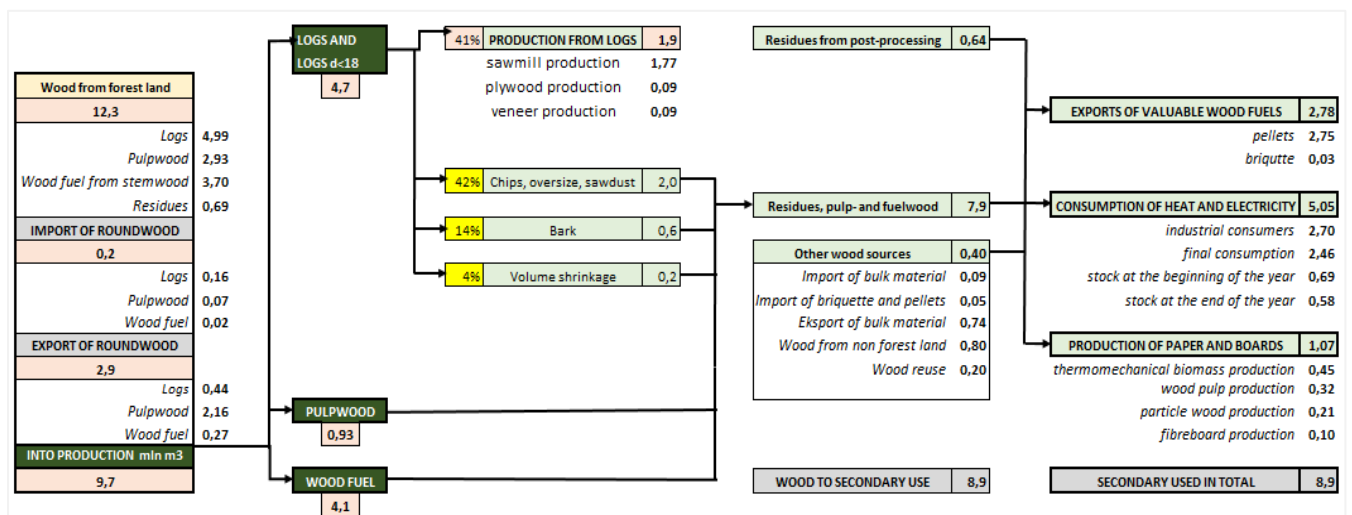 Wood from forest land
12,3
Logs 4,99
Pulpwood 2,93
Wood fuel from stemwood 3,70
Residues 0,69
IMPORT OF ROUNDWOOD
0,2
Logs 0,16
Pulpwood 0,07
Wood fuel 0,02
EXPORT OF ROUNDWOOD
2,9
Logs 0,44
Pulpwood 2,16
Wood fuel 0,27
INTO PRODUCTION mln m3
9,7
LOGS AND
LOGS d<18
4,7
PULPWOOD
0,93
WOOD FUEL
4,1
41% PRODUCTION FROM LOGS 1,9
sawmill production 1,77
plywood production 0,09
veneer production 0,09
42% Chips, oversize, sawdust 2,0
14% Bark 0,6
4% Volume shrinkage 0,2
Residues from post-processing 0,64
Residues, pulp- and fuelwood 7,9
Other wood sources 0,40
Import of bulk material 0,09
Import of briquette and pellets 0,05
Eksport of bulk material 0,74
Wood from non forest land 0,80
Wood reuse 0,20
WOOD TO SECONDARY USE 8,9
EXPORTS OF VALUABLE WOOD FUELS 2,78
pellets 2,75
briqutte 0,03
CONSUMPTION OF HEAT AND ELECTRICITY 5,05
industrial consumers 2,70
final consumption 2,46
stock at the beginning of the year 0,69
stock at the end of the year 0,58
PRODUCTION OF PAPER AND BOARDS 1,07
thermomechanical biomass production 0,45
wood pulp production 0,32
particle wood production 0,21
fibreboard production 0,10
SECONDARY USED IN TOTAL 8,9